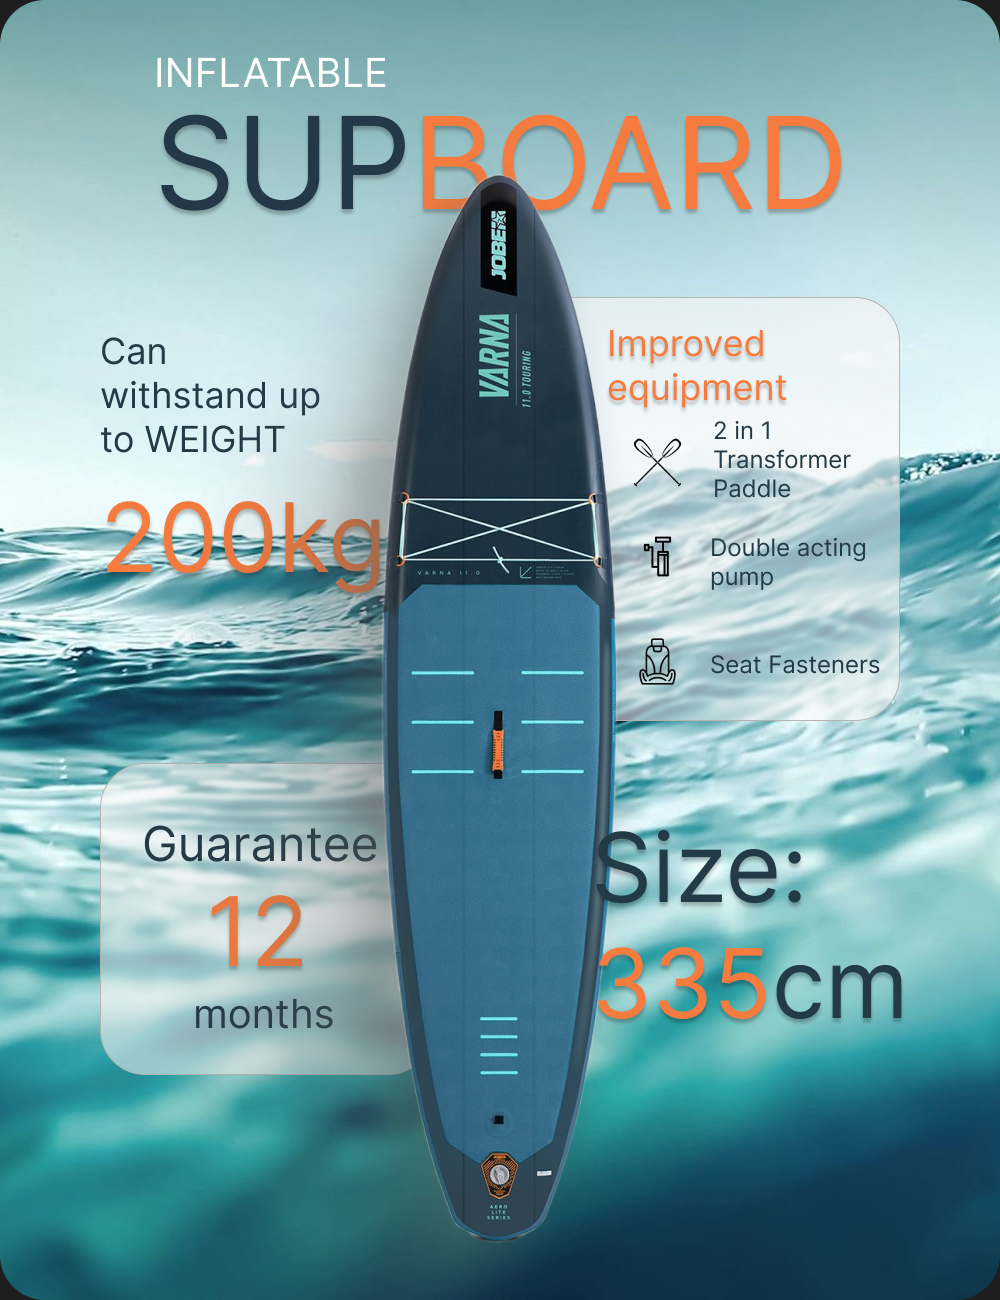 INFLATABLE
SUPBOARD
JOBE
VARNA
11.0 TOURING
Can
withstand up
to WEIGHT
200kg
Improved
equipment
2 in 1
Transformer
Paddle
Double acting
pump
Seat Fasteners
VARNA 11.0
Guarantee
12
months
Size:
335cm
AERO
LITE
SERIES